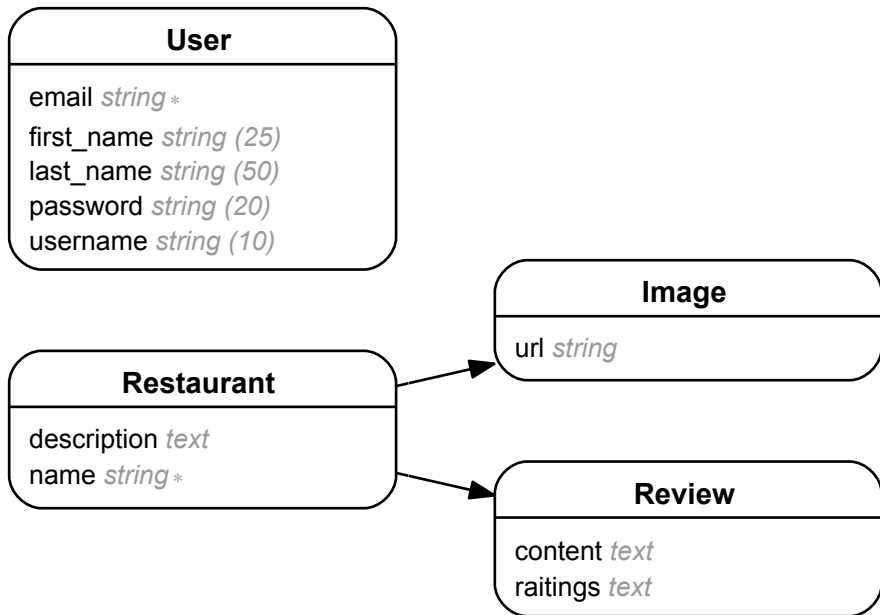 User
email string *
first_name string (25)
last_name string (50)
password string (20)
username string (10)
Image
url string
Restaurant
description text
name string *
Review
content text
raitings text